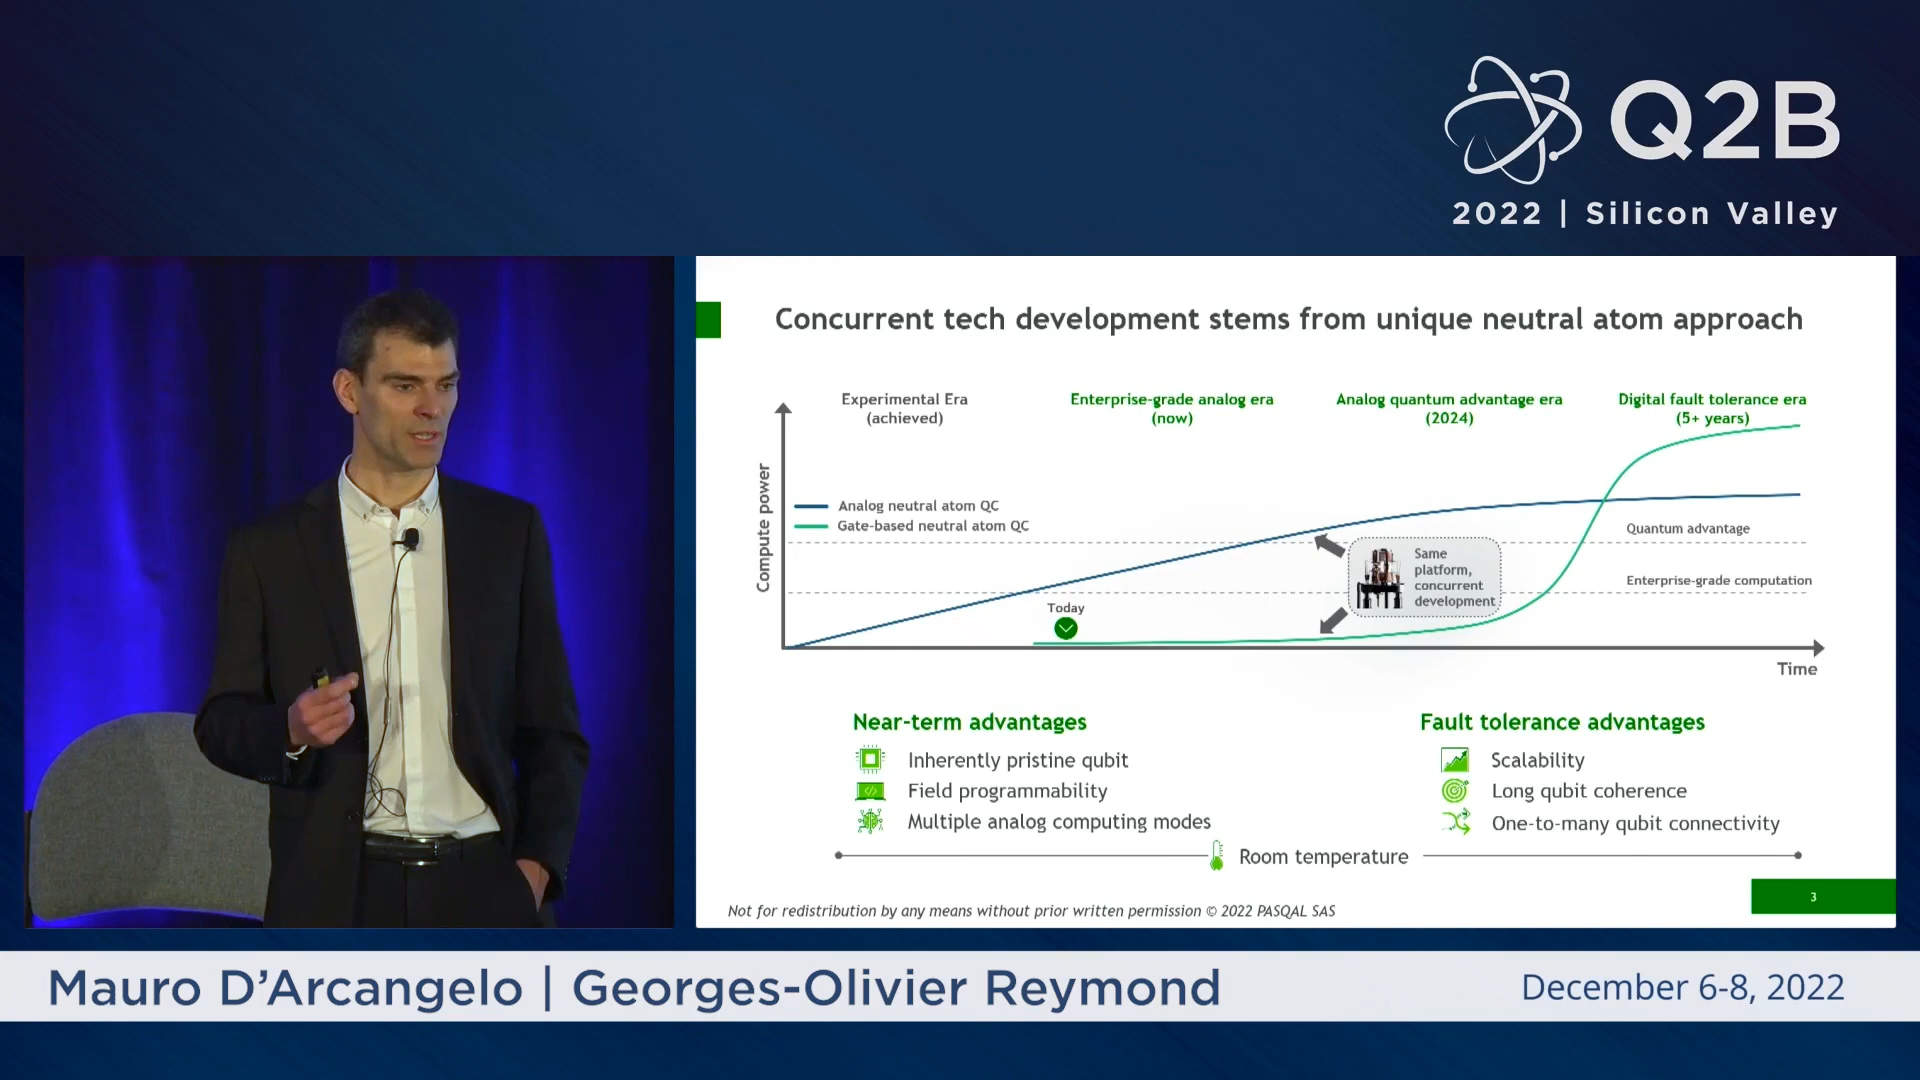 Q2B
2022 | Silicon Valley
Concurrent tech development stems from unique neutral atom approach
Experimental Era
(achieved)
Enterprise-grade analog era
(now)
Analog quantum advantage era
(2024)
Digital fault tolerance era
(5+ years)
Compute power
Analog neutral atom QC
Gate-based neutral atom QC
Quantum advantage
Same
platform,
concurrent
development
Enterprise-grade computation
Today
Time
Near-term advantages
Inherently pristine qubit
Field programmability
Multiple analog computing modes
Fault tolerance advantages
Scalability
Long qubit coherence
One-to-many qubit connectivity
Room temperature
Not for redistribution by any means without prior written permission © 2022 PASQAL SAS
3
Mauro D'Arcangelo | Georges-Olivier Reymond
December 6-8, 2022